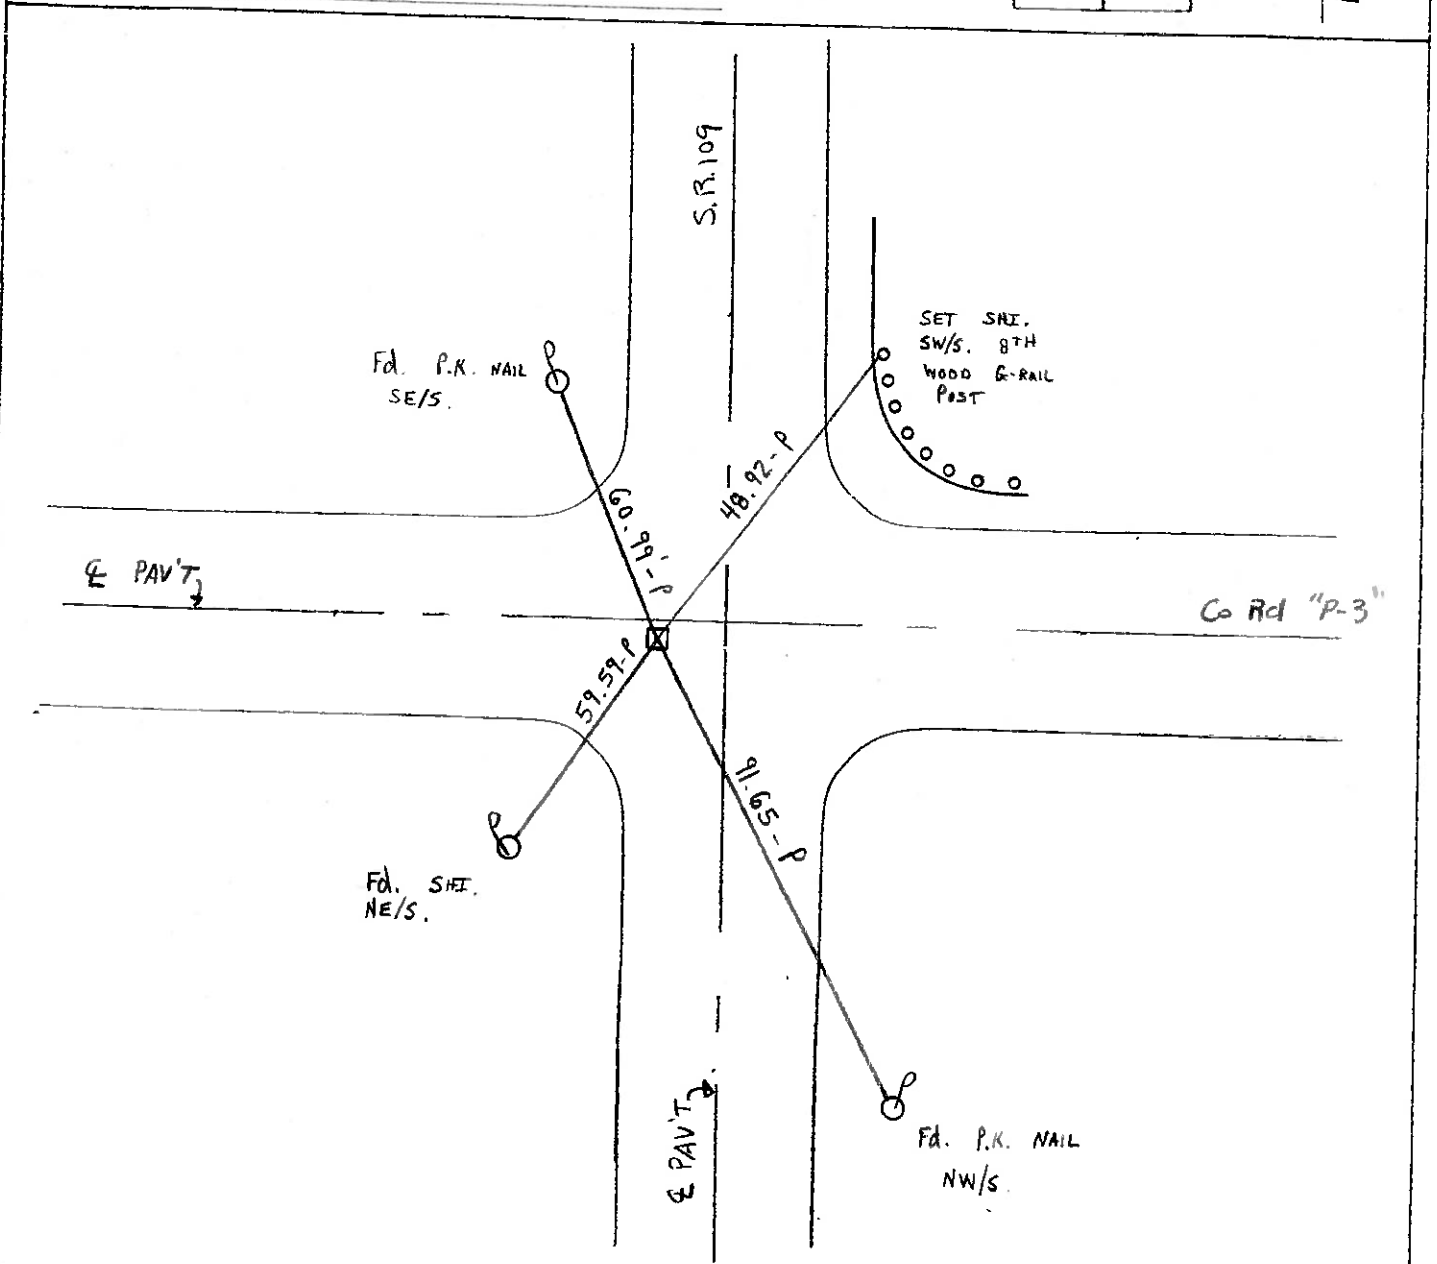 S.R. 109
Fd. P.K. NAIL
SE/S.
SET SHI.
SW/S. 8TH
WOOD G-RAIL
POST
60.99'-P
48.92'-P
℄ PAV'T
Co Rd "P-3"
59.59-P
91.65-P
Fd. SHI.
NE/S.
℄ PAV'T
Fd. P.K. NAIL
NW/S.